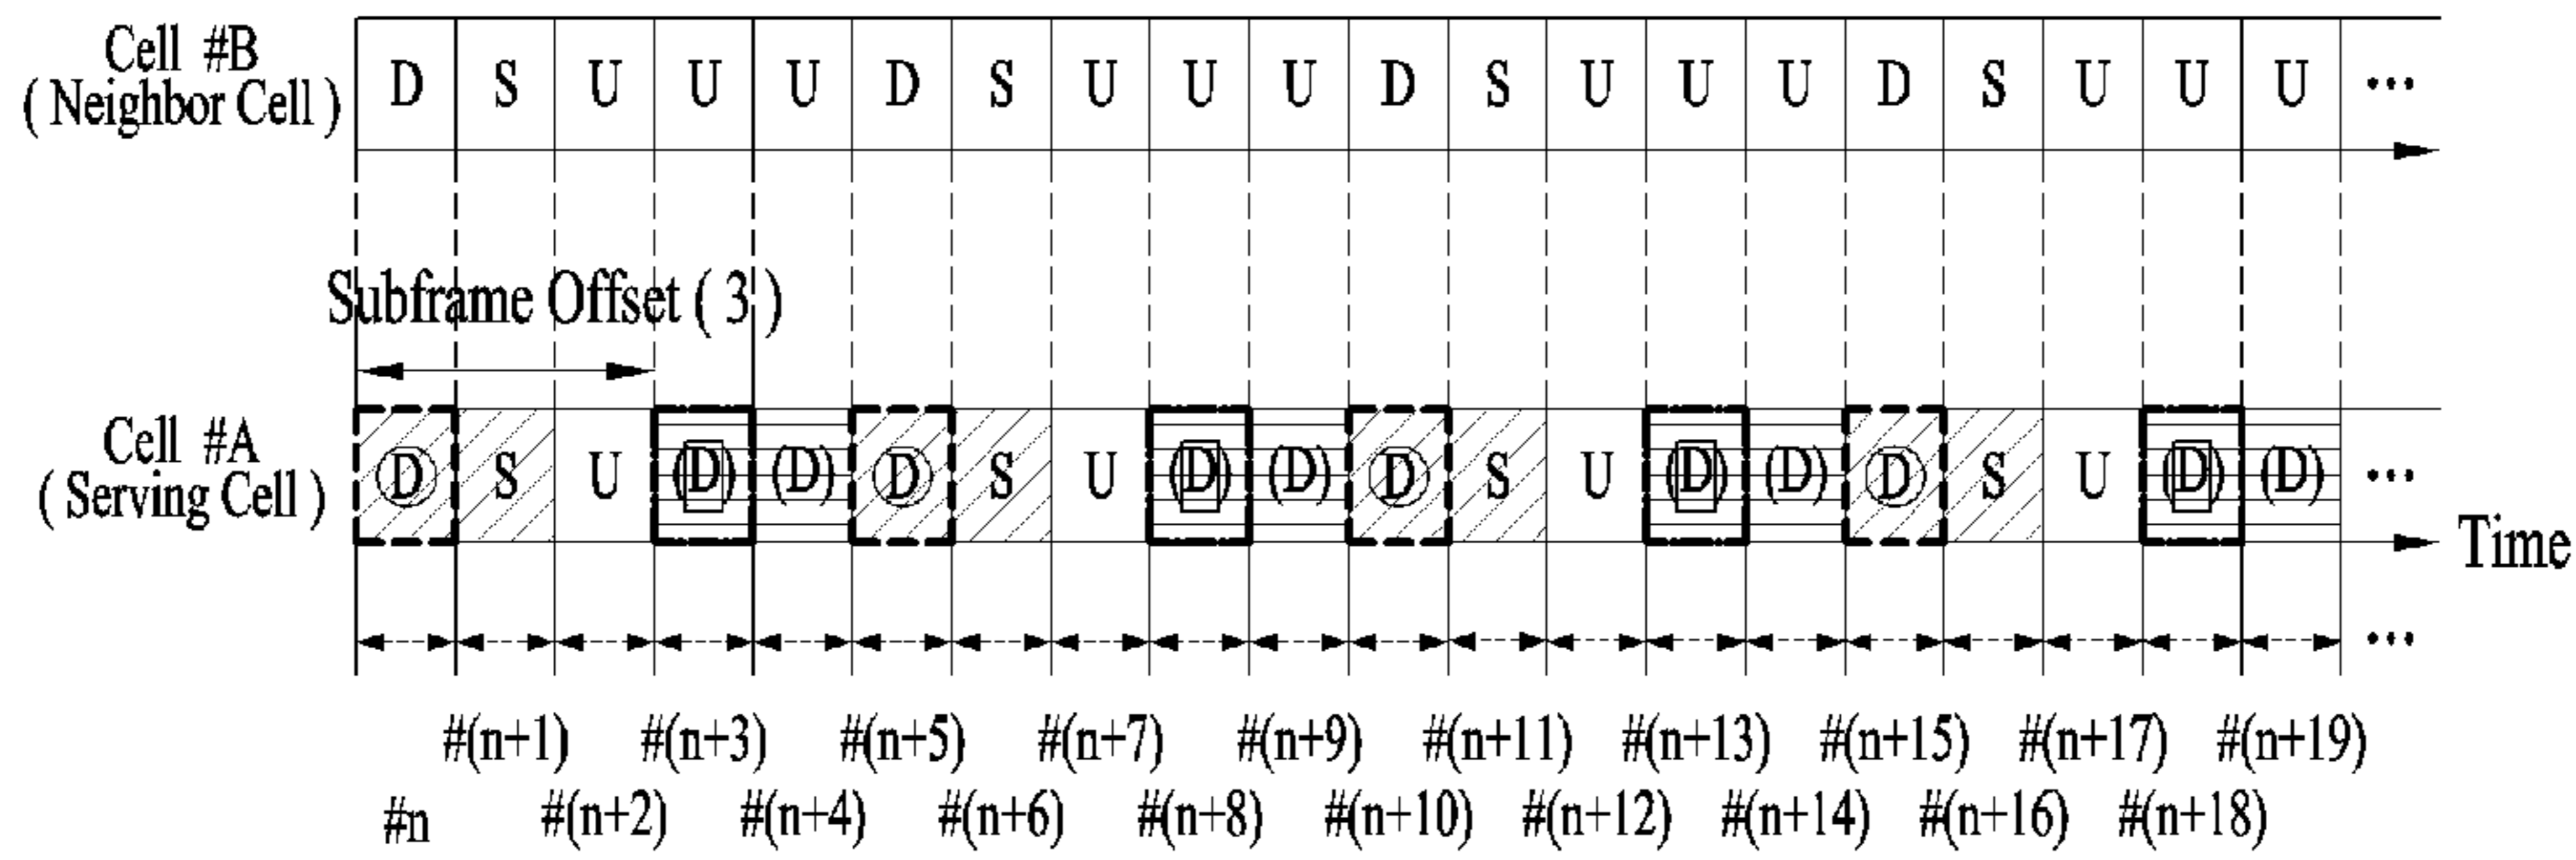 Cell #B
( Neighbor Cell )
D S U U U D S U U U D S U U U D S U U U ...
Subframe Offset ( 3 )
Cell #A
( Serving Cell )
D S U (D) (D) D S U (D) (D) D S U (D) (D) D S U (D) (D) ...
Time
...
#(n+1) #(n+3) #(n+5) #(n+7) #(n+9) #(n+11) #(n+13) #(n+15) #(n+17) #(n+19)
#n #(n+2) #(n+4) #(n+6) #(n+8) #(n+10) #(n+12) #(n+14) #(n+16) #(n+18)